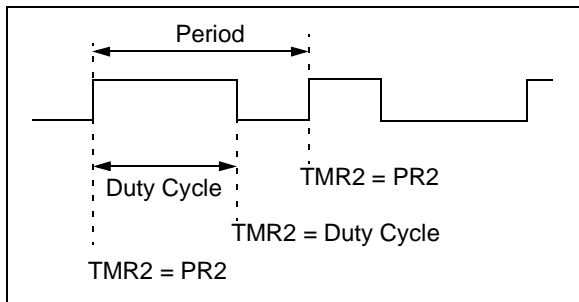 Period
Duty Cycle
TMR2 = PR2
TMR2 = Duty Cycle
TMR2 = PR2